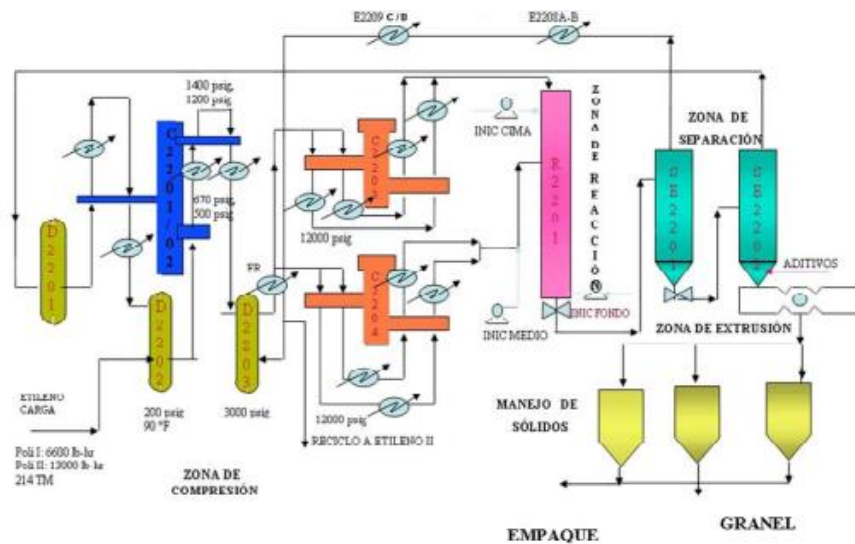 E2209 C/B
E2208A-B
1400 psig,
1200 psig
C2201/02
670 psig
500 psig
D2201
D2202
200 psig
90 °F
ETILENO
CARGA
Poli I: 6600 lb-hr
Poli II: 13000 lb-hr
214 TM
ZONA DE
COMPRESIÓN
FR
D2203
3000 psig
12000 psig
C2204
12000 psig
RECICLO A ETILENO II
INIC CIMA
R2201
ZONA DE REACCIÓN
INIC MEDIO
INIC FONDO
ZONA DE
SEPARACIÓN
ADITIVOS
ZONA DE EXTRUSIÓN
MANEJO DE
SÓLIDOS
EMPAQUE
GRANEL